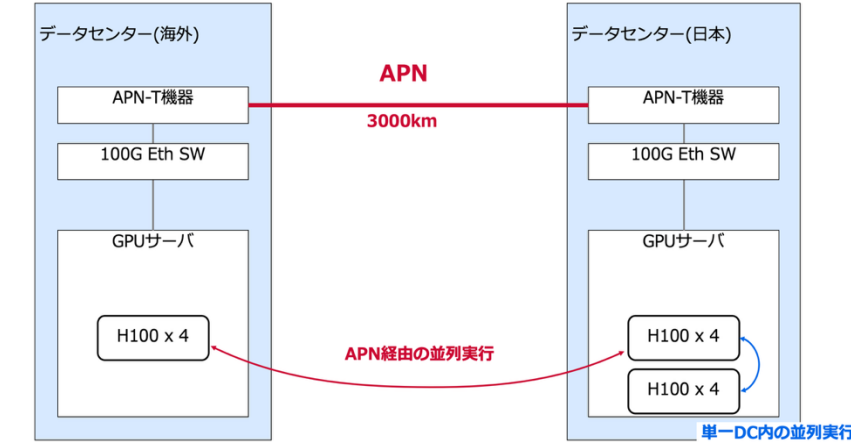 データセンター(海外)
データセンター(日本)
APN
APN-T機器
APN-T機器
3000km
100G Eth SW
100G Eth SW
GPUサーバ
GPUサーバ
H100 x 4
H100 x 4
APN経由の並列実行
H100 x 4
単一DC内の並列実行